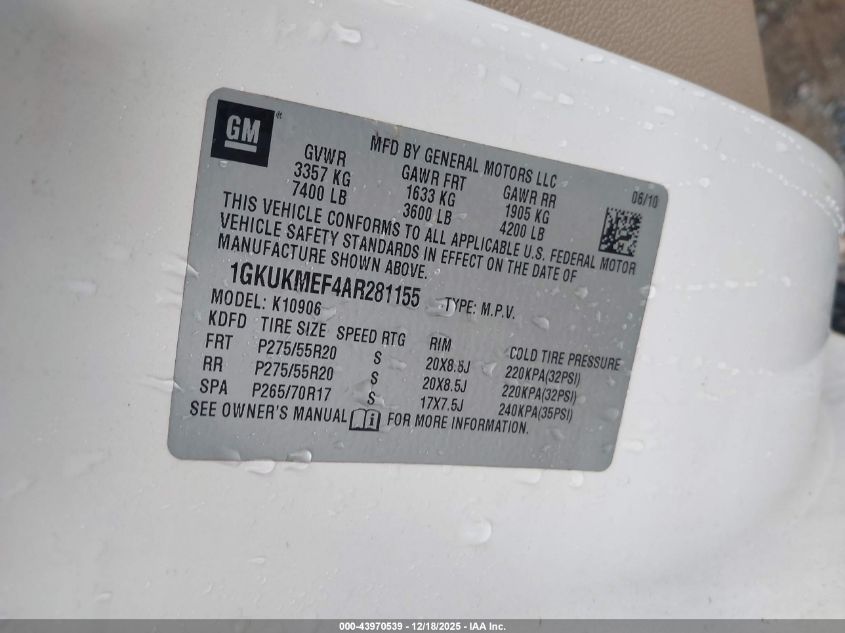 GM
MFD BY GENERAL MOTORS LLC
06/10
GVWR GAWR FRT GAWR RR
3357 KG 1633 KG 1905 KG
7400 LB 3600 LB 4200 LB
THIS VEHICLE CONFORMS TO ALL APPLICABLE U.S. FEDERAL MOTOR
VEHICLE SAFETY STANDARDS IN EFFECT ON THE DATE OF
MANUFACTURE SHOWN ABOVE.
1GKUKMEF4AR281155 TYPE: M.P.V.
MODEL: K10906
KDFD TIRE SIZE SPEED RTG RIM COLD TIRE PRESSURE
FRT P275/55R20 S 20X8.5J 220KPA(32PSI)
RR P275/55R20 S 20X8.5J 220KPA(32PSI)
SPA P265/70R17 S 17X7.5J 240KPA(35PSI)
SEE OWNER'S MANUAL FOR MORE INFORMATION.
000-43970539 - 12/18/2025 - IAA Inc.